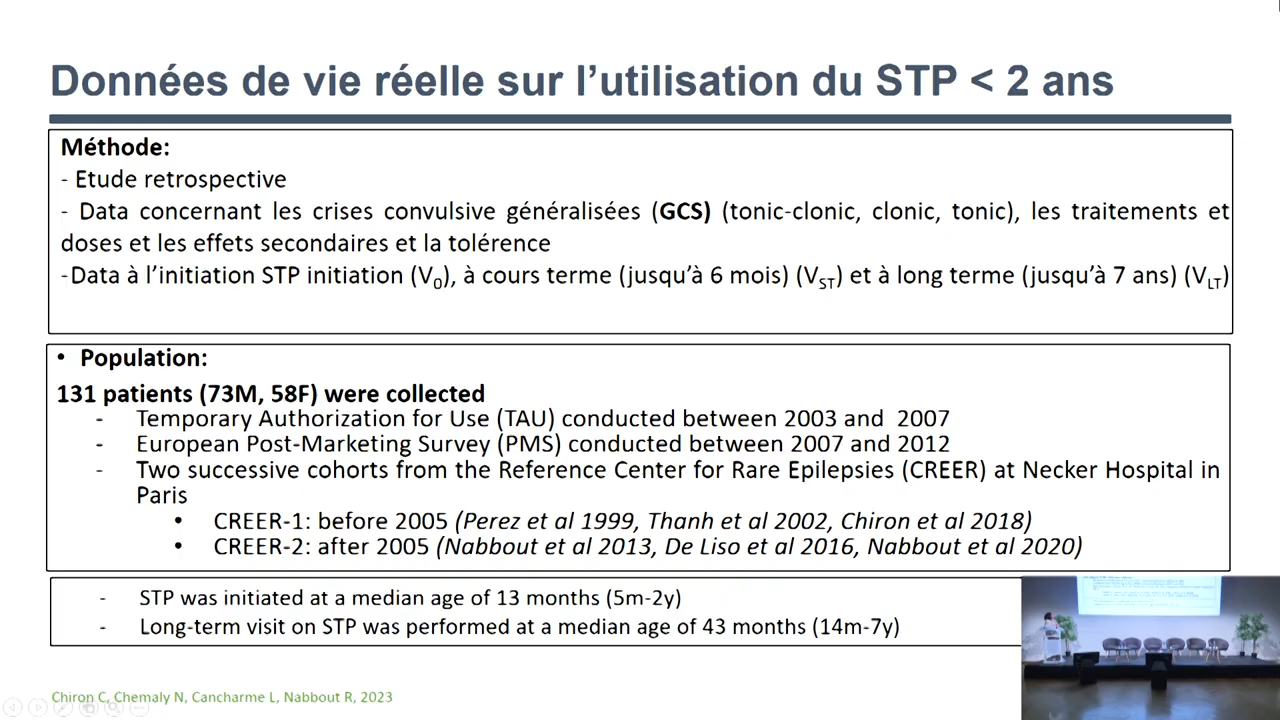 Données de vie réelle sur l’utilisation du STP < 2 ans
Méthode:
- Etude retrospective
- Data concernant les crises convulsive généralisées (GCS) (tonic-clonic, clonic, tonic), les traitements et
doses et les effets secondaires et la tolérence
-Data à l’initiation STP initiation (V0), à cours terme (jusqu’à 6 mois) (VST) et à long terme (jusqu’à 7 ans) (VLT)
• Population:
131 patients (73M, 58F) were collected
- Temporary Authorization for Use (TAU) conducted between 2003 and 2007
- European Post-Marketing Survey (PMS) conducted between 2007 and 2012
- Two successive cohorts from the Reference Center for Rare Epilepsies (CREER) at Necker Hospital in
Paris
• CREER-1: before 2005 (Perez et al 1999, Thanh et al 2002, Chiron et al 2018)
• CREER-2: after 2005 (Nabbout et al 2013, De Liso et al 2016, Nabbout et al 2020)
- STP was initiated at a median age of 13 months (5m-2y)
- Long-term visit on STP was performed at a median age of 43 months (14m-7y)
Chiron C, Chemaly N, Cancharme L, Nabbout R, 2023